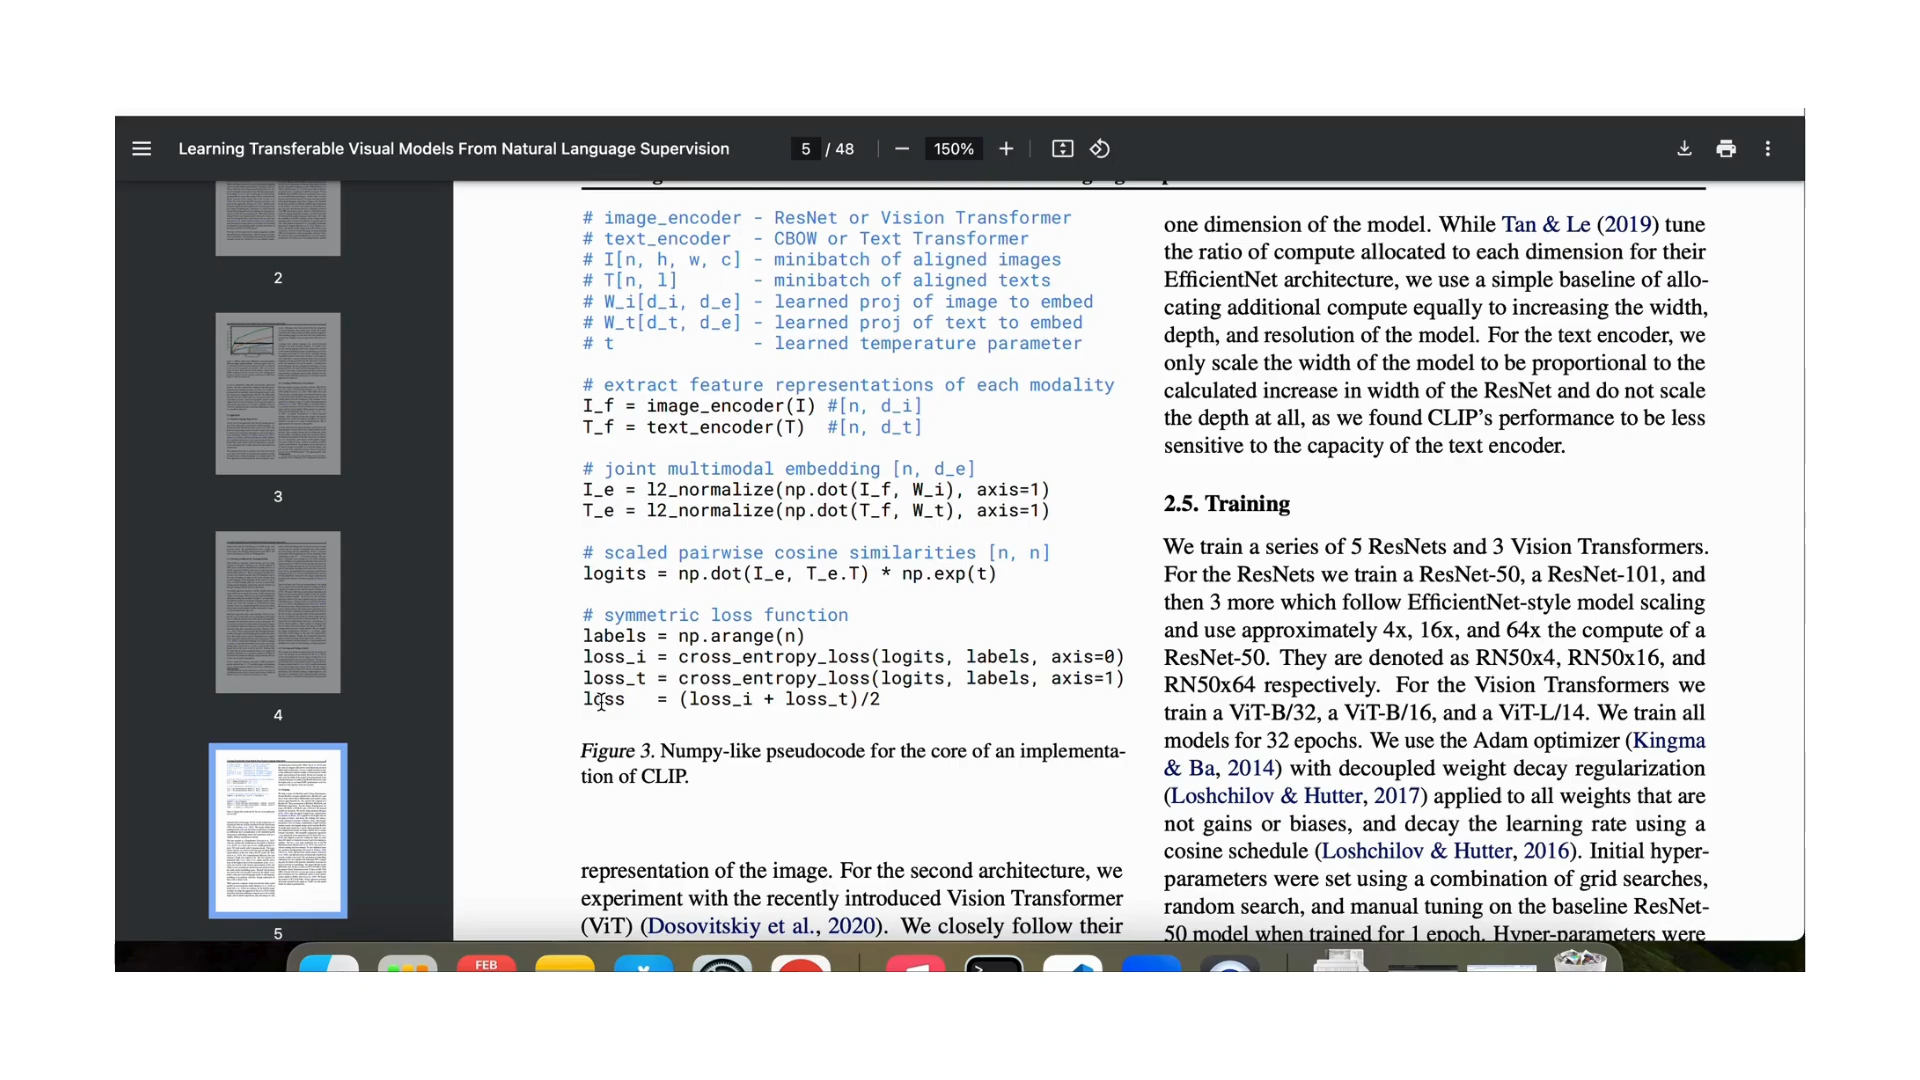 Learning Transferable Visual Models From Natural Language Supervision
5 / 48
150%
2
3
4
5
# image_encoder - ResNet or Vision Transformer
# text_encoder  - CBOW or Text Transformer
# I[n, h, w, c] - minibatch of aligned images
# T[n, l]       - minibatch of aligned texts
# W_i[d_i, d_e] - learned proj of image to embed
# W_t[d_t, d_e] - learned proj of text to embed
# t             - learned temperature parameter
# extract feature representations of each modality
I_f = image_encoder(I) #[n, d_i]
T_f = text_encoder(T)  #[n, d_t]
# joint multimodal embedding [n, d_e]
I_e = l2_normalize(np.dot(I_f, W_i), axis=1)
T_e = l2_normalize(np.dot(T_f, W_t), axis=1)
# scaled pairwise cosine similarities [n, n]
logits = np.dot(I_e, T_e.T) * np.exp(t)
# symmetric loss function
labels = np.arange(n)
loss_i = cross_entropy_loss(logits, labels, axis=0)
loss_t = cross_entropy_loss(logits, labels, axis=1)
loss   = (loss_i + loss_t)/2
Figure 3. Numpy-like pseudocode for the core of an implementa-
tion of CLIP.
representation of the image. For the second architecture, we
experiment with the recently introduced Vision Transformer
(ViT) (Dosovitskiy et al., 2020). We closely follow their
one dimension of the model. While Tan & Le (2019) tune
the ratio of compute allocated to each dimension for their
EfficientNet architecture, we use a simple baseline of allo-
cating additional compute equally to increasing the width,
depth, and resolution of the model. For the text encoder, we
only scale the width of the model to be proportional to the
calculated increase in width of the ResNet and do not scale
the depth at all, as we found CLIP's performance to be less
sensitive to the capacity of the text encoder.
2.5. Training
We train a series of 5 ResNets and 3 Vision Transformers.
For the ResNets we train a ResNet-50, a ResNet-101, and
then 3 more which follow EfficientNet-style model scaling
and use approximately 4x, 16x, and 64x the compute of a
ResNet-50. They are denoted as RN50x4, RN50x16, and
RN50x64 respectively. For the Vision Transformers we
train a ViT-B/32, a ViT-B/16, and a ViT-L/14. We train all
models for 32 epochs. We use the Adam optimizer (Kingma
& Ba, 2014) with decoupled weight decay regularization
(Loshchilov & Hutter, 2017) applied to all weights that are
not gains or biases, and decay the learning rate using a
cosine schedule (Loshchilov & Hutter, 2016). Initial hyper-
parameters were set using a combination of grid searches,
random search, and manual tuning on the baseline ResNet-
50 model when trained for 1 epoch. Hyper-parameters were
FEB